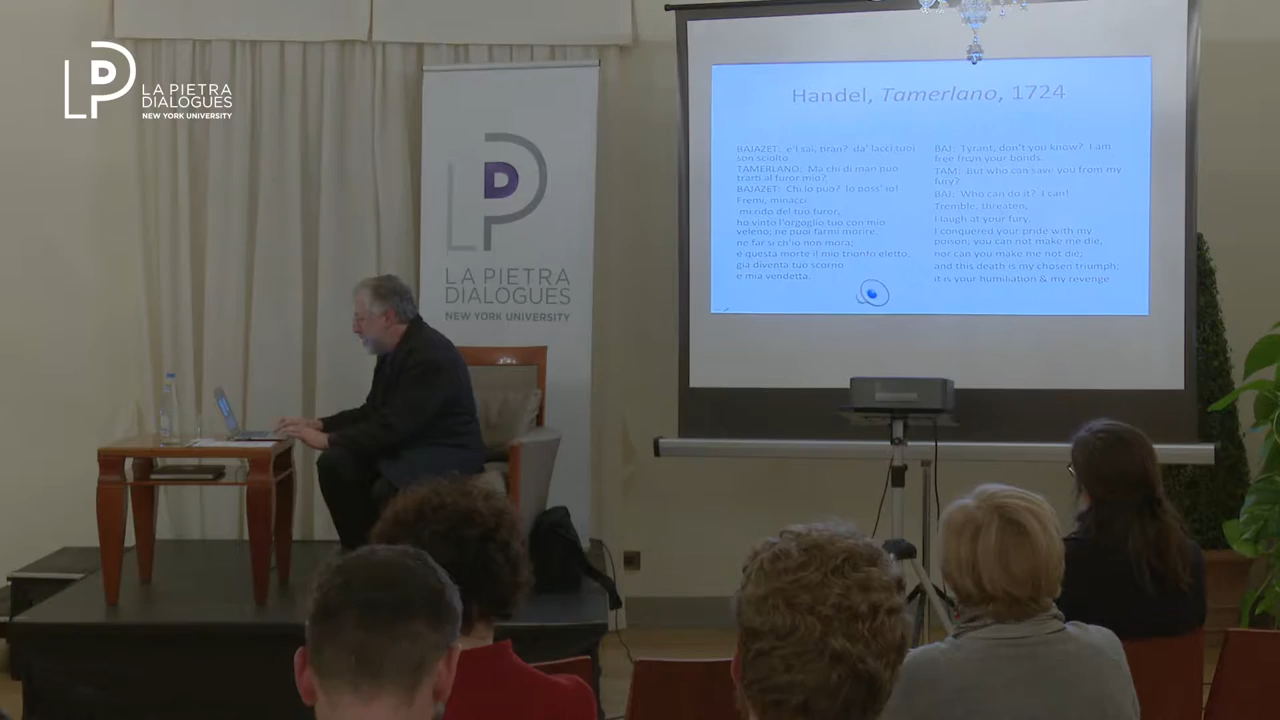 LA PIETRA
DIALOGUES
NEW YORK UNIVERSITY
LA PIETRA
DIALOGUES
NEW YORK UNIVERSITY
Handel, Tamerlano, 1724
BAJAZET: e'l sai, tiran? da' lacci tuoi
son sciolto
TAMERLANO: Ma chi di man può
trarti al furor mio?
BAJAZET: Chi lo può? lo poss' io!
Fremi, minacci
mi rido del tuo furor,
ho vinto l'orgoglio tuo con mio
veleno; ne puoi farmi morire,
ne far sì ch'io non mora;
è questa morte il mio trionfo eletto,
già diventa tuo scorno
e mia vendetta.
BAJ: Tyrant, don't you know? I am
free from your bonds.
TAM: But who can save you from my
fury?
BAJ: Who can do it? I can!
Tremble, threaten,
I laugh at your fury.
I conquered your pride with my
poison; you can not make me die,
nor can you make me not die;
and this death is my chosen triumph;
it is your humiliation & my revenge